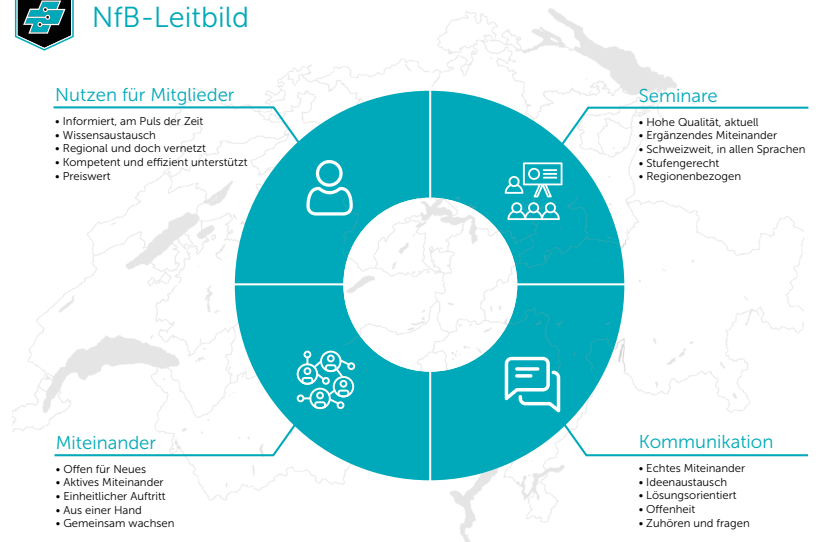 NfB-Leitbild
Nutzen für Mitglieder
• Informiert, am Puls der Zeit
• Wissensaustausch
• Regional und doch vernetzt
• Kompetent und effizient unterstützt
• Preiswert
Seminare
• Hohe Qualität, aktuell
• Ergänzendes Miteinander
• Schweizweit, in allen Sprachen
• Stufengerecht
• Regionenbezogen
Miteinander
• Offen für Neues
• Aktives Miteinander
• Einheitlicher Auftritt
• Aus einer Hand
• Gemeinsam wachsen
Kommunikation
• Echtes Miteinander
• Ideenaustausch
• Lösungsorientiert
• Offenheit
• Zuhören und fragen